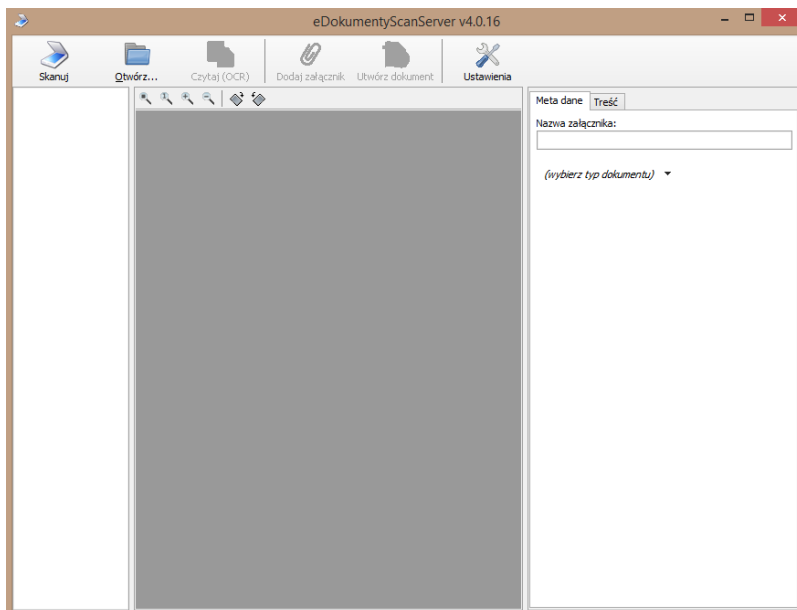 eDokumentyScanServer v4.0.16
Skanuj Otwórz... Czytaj (OCR) Dodaj załącznik Utwórz dokument Ustawienia
Meta dane Treść
Nazwa załącznika:
(wybierz typ dokumentu)